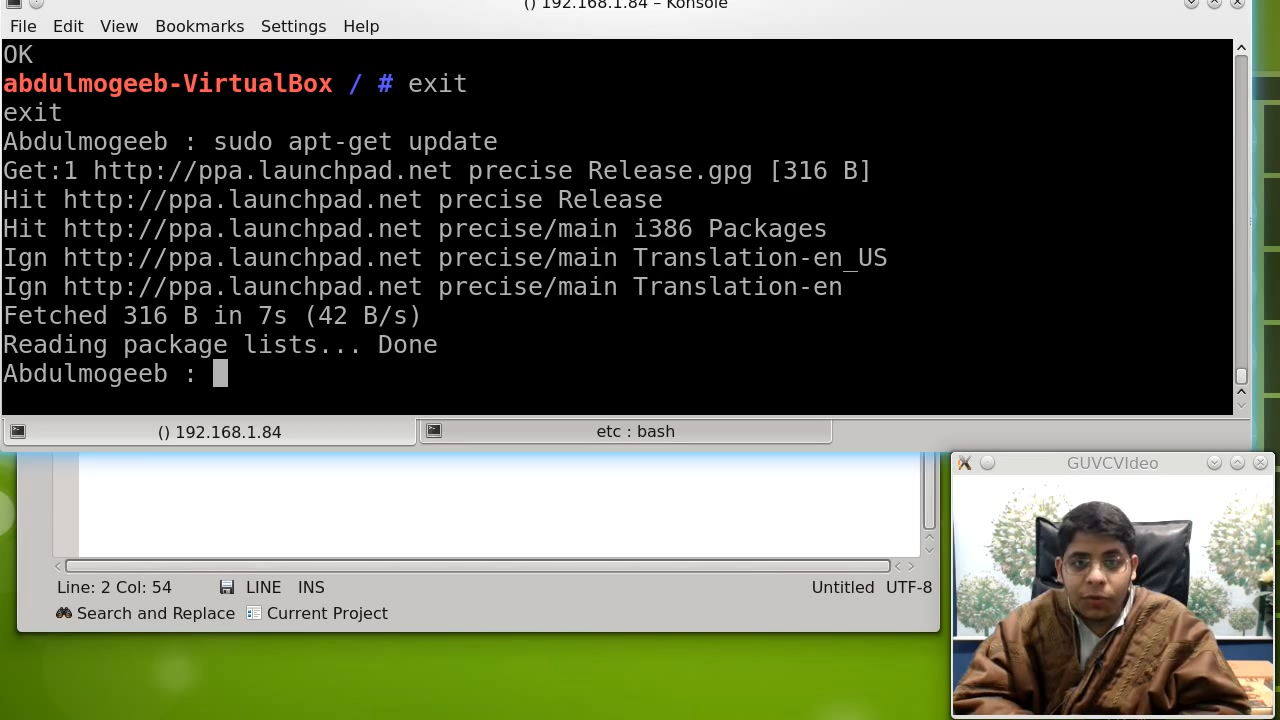 () 192.168.1.84 – Konsole
File Edit View Bookmarks Settings Help
OK
abdulmogeeb-VirtualBox / # exit
exit
Abdulmogeeb : sudo apt-get update
Get:1 http://ppa.launchpad.net precise Release.gpg [316 B]
Hit http://ppa.launchpad.net precise Release
Hit http://ppa.launchpad.net precise/main i386 Packages
Ign http://ppa.launchpad.net precise/main Translation-en_US
Ign http://ppa.launchpad.net precise/main Translation-en
Fetched 316 B in 7s (42 B/s)
Reading package lists... Done
Abdulmogeeb :
() 192.168.1.84 etc : bash
GUVCVIdeo
Line: 2 Col: 54 LINE INS Untitled UTF-8
Search and Replace Current Project